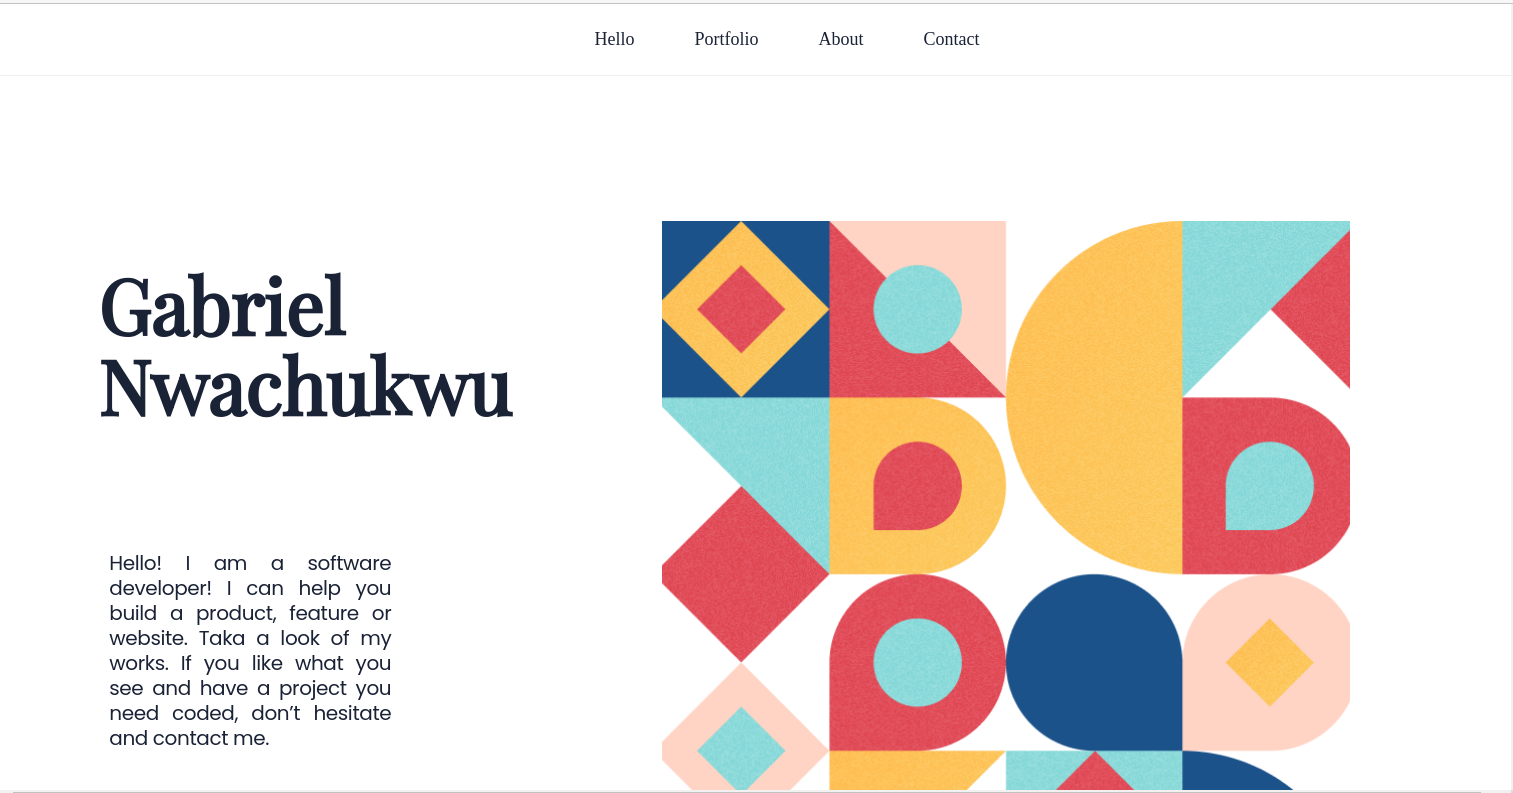 Hello Portfolio About Contact
Gabriel
Nwachukwu
Hello! I am a software
developer! I can help you
build a product, feature or
website. Taka a look of my
works. If you like what you
see and have a project you
need coded, don’t hesitate
and contact me.